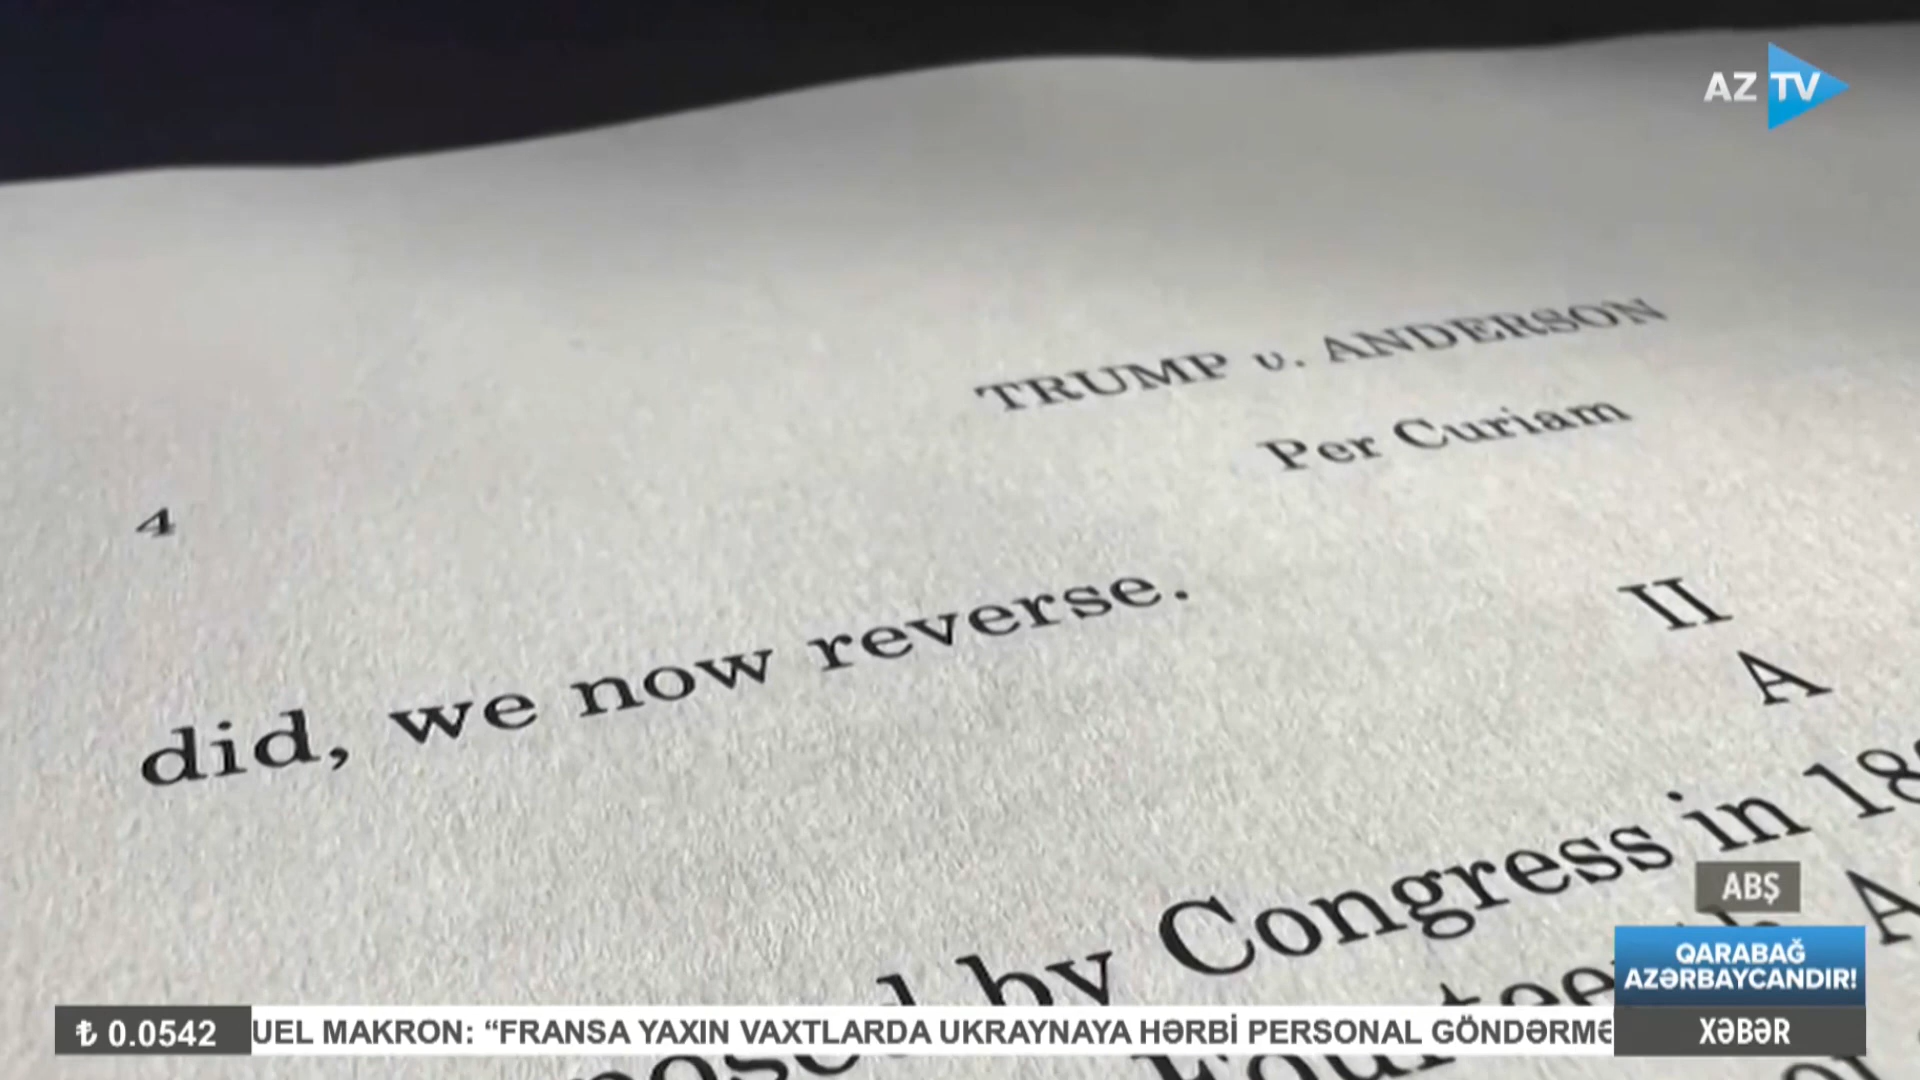 AZ TV
TRUMP v. ANDERSON
Per Curiam
4
did, we now reverse.
II
A
by Congress in 18
ABŞ
QARABAĞ
AZƏRBAYCANDIR!
₺ 0.0542
UEL MAKRON: “FRANSA YAXIN VAXTLARDA UKRAYNAYA HƏRBİ PERSONAL GÖNDƏRMƏ
XƏBƏR